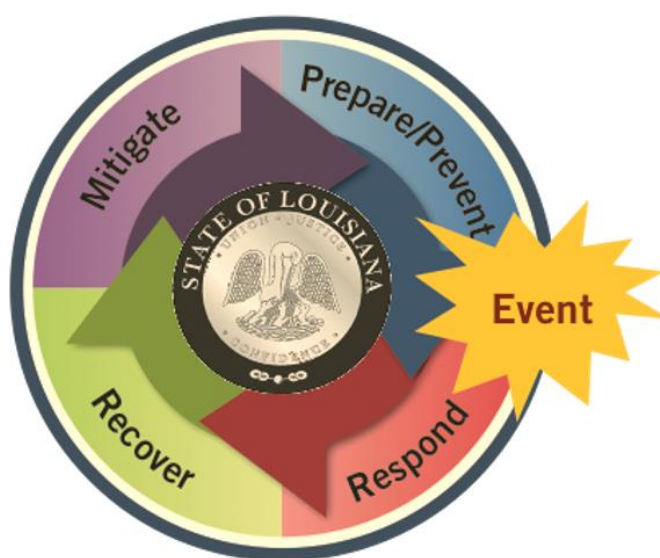 Mitigate
Prepare/Prevent
Event
Respond
Recover
STATE OF LOUISIANA
UNION · JUSTICE
CONFIDENCE